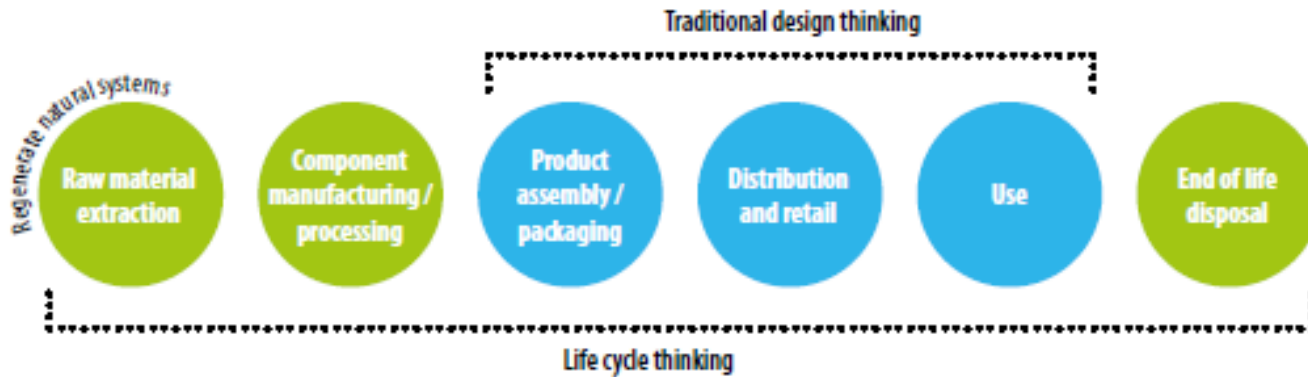 Traditional design thinking
Regenerate natural systems
Raw material
extraction
Component
manufacturing /
processing
Product
assembly /
packaging
Distribution
and retail
Use
End of life
disposal
Life cycle thinking